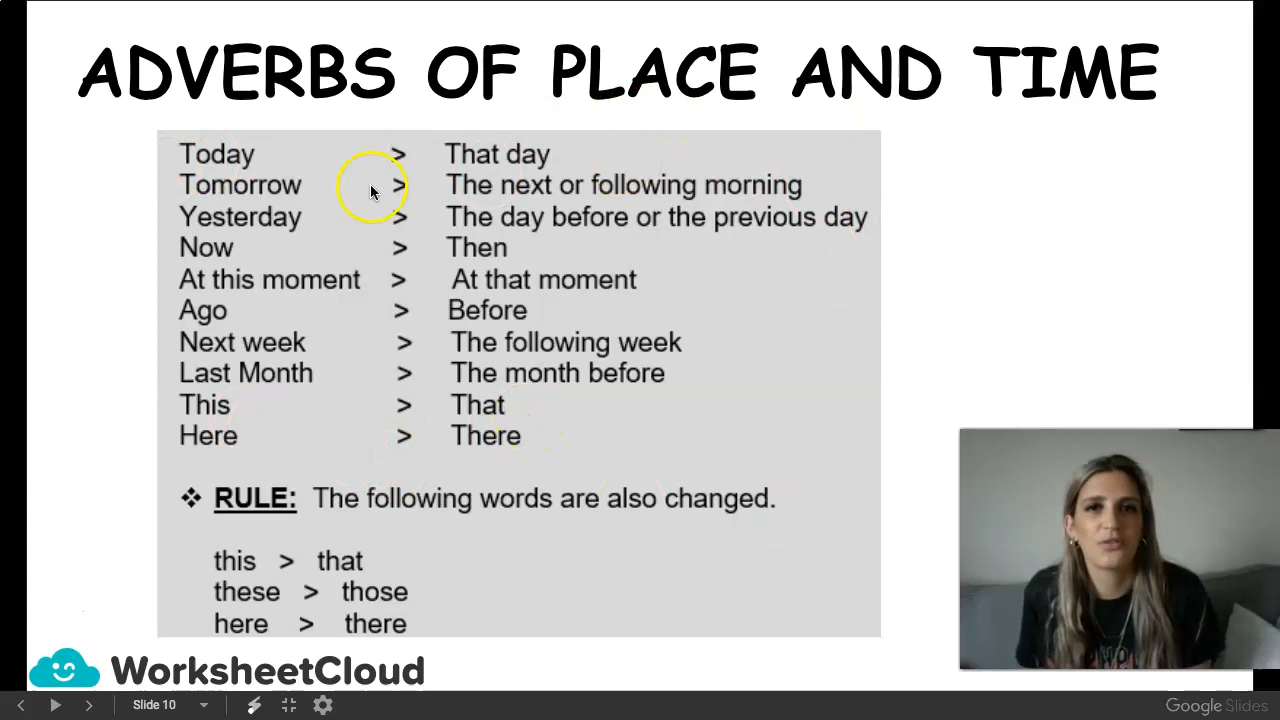 ADVERBS OF PLACE AND TIME
Today > That day
Tomorrow > The next or following morning
Yesterday > The day before or the previous day
Now > Then
At this moment > At that moment
Ago > Before
Next week > The following week
Last Month > The month before
This > That
Here > There
❖ RULE: The following words are also changed.
this > that
these > those
here > there
WorksheetCloud
Slide 10
Google Slides